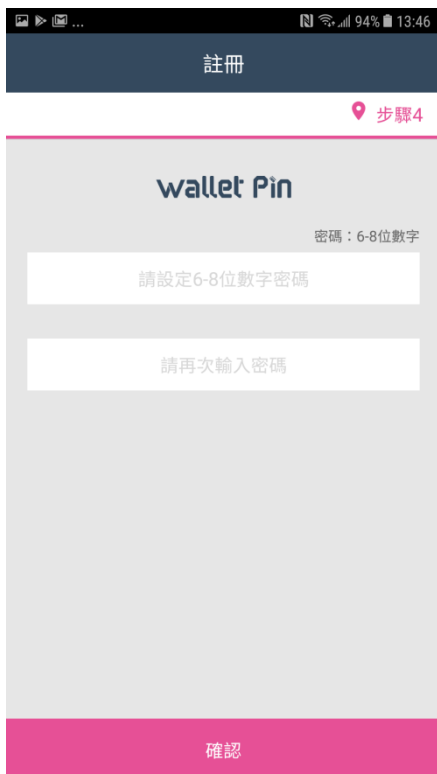 ... 94% 13:46
註冊
步驟4
wallet Pin
密碼：6-8位數字
請設定6-8位數字密碼
請再次輸入密碼
確認